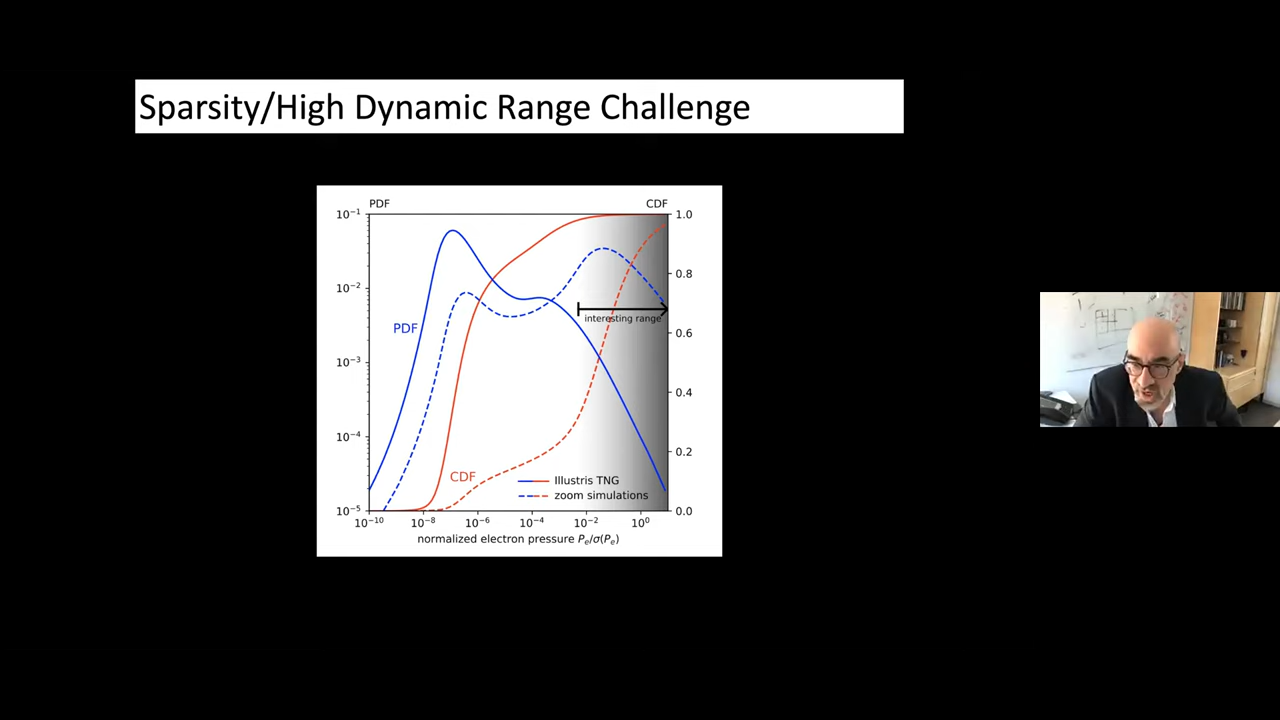 Sparsity/High Dynamic Range Challenge
PDF
CDF
10⁻¹
10⁻²
10⁻³
10⁻⁴
10⁻⁵
1.0
0.8
0.6
0.4
0.2
0.0
PDF
interesting range
CDF
Illustris TNG
zoom simulations
10⁻¹⁰ 10⁻⁸ 10⁻⁶ 10⁻⁴ 10⁻² 10⁰
normalized electron pressure Pₑ/σ(Pₑ)